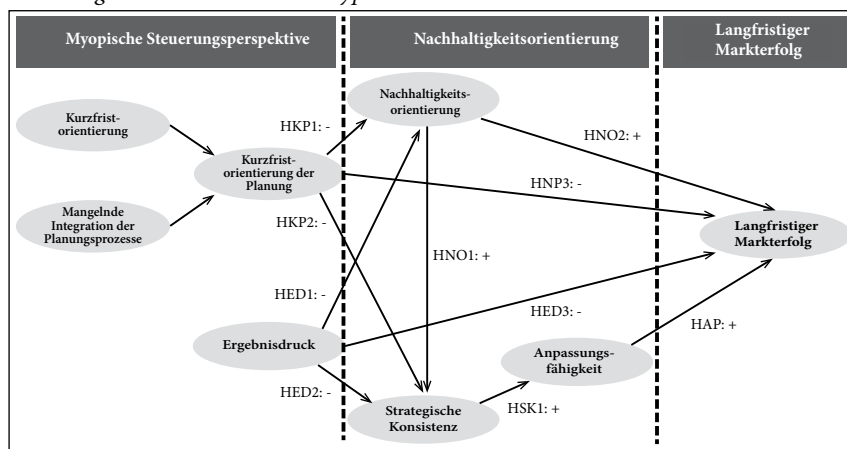 Myopische Steuerungsperspektive
Nachhaltigkeitsorientierung
Langfristiger
Markterfolg
Kurzfrist-
orientierung
Mangelnde
Integration der
Planungsprozesse
Kurzfrist-
orientierung der
Planung
Ergebnisdruck
HKP1: -
HKP2: -
HED1: -
HED2: -
Nachhaltigkeits-
orientierung
HNO1: +
Strategische
Konsistenz
HSK1: +
Anpassungs-
fähigkeit
HNO2: +
HNP3: -
HED3: -
HAP: +
Langfristiger
Markterfolg